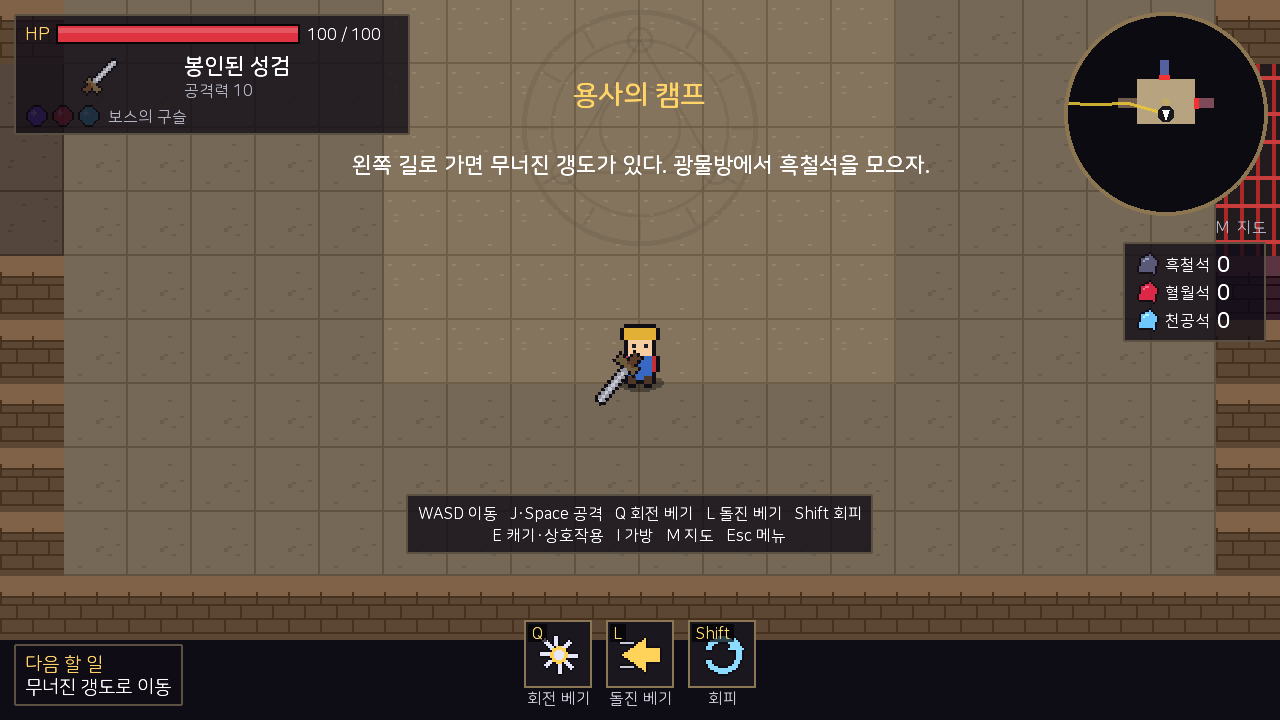 HP 100 / 100
봉인된 성검
공격력 10
보스의 구슬
용사의 캠프
왼쪽 길로 가면 무너진 갱도가 있다. 광물방에서 흑철석을 모으자.
M 지도
흑철석 0
혈월석 0
천공석 0
WASD 이동 J·Space 공격 Q 회전 베기 L 돌진 베기 Shift 회피
E 캐기·상호작용 I 가방 M 지도 Esc 메뉴
다음 할 일
무너진 갱도로 이동
Q L Shift
회전 베기 돌진 베기 회피